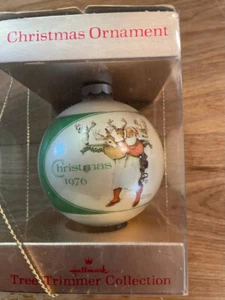 Christmas Ornament
Christmas
1976
Hallmark
Tree Trimmer Collection